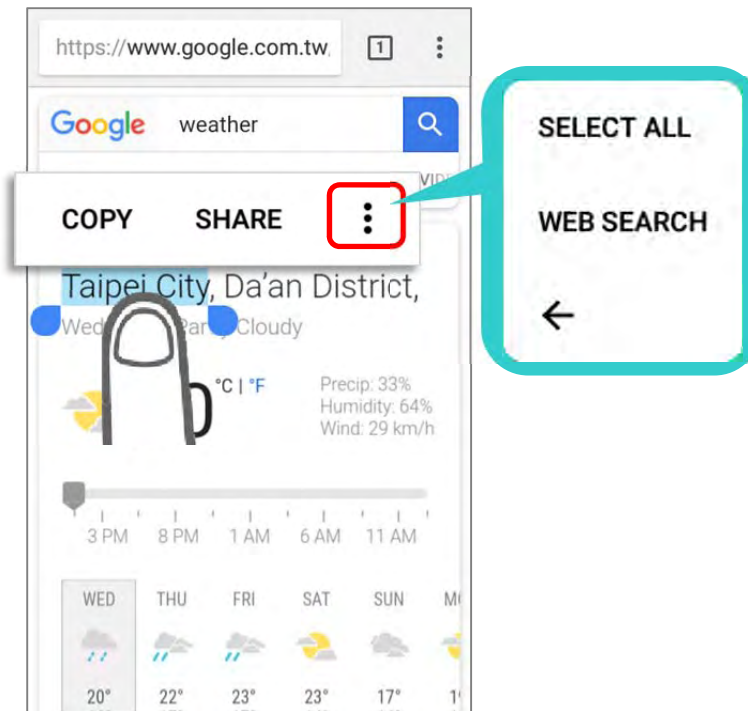 https://www.google.com.tw
1
Google weather
SELECT ALL
COPY SHARE
WEB SEARCH
Taipei City, Da'an District,
Cloudy
°C | °F
Precip: 33%
Humidity: 64%
Wind: 29 km/h
3 PM 8 PM 1 AM 6 AM 11 AM
WED THU FRI SAT SUN
20° 22° 23° 23° 17°